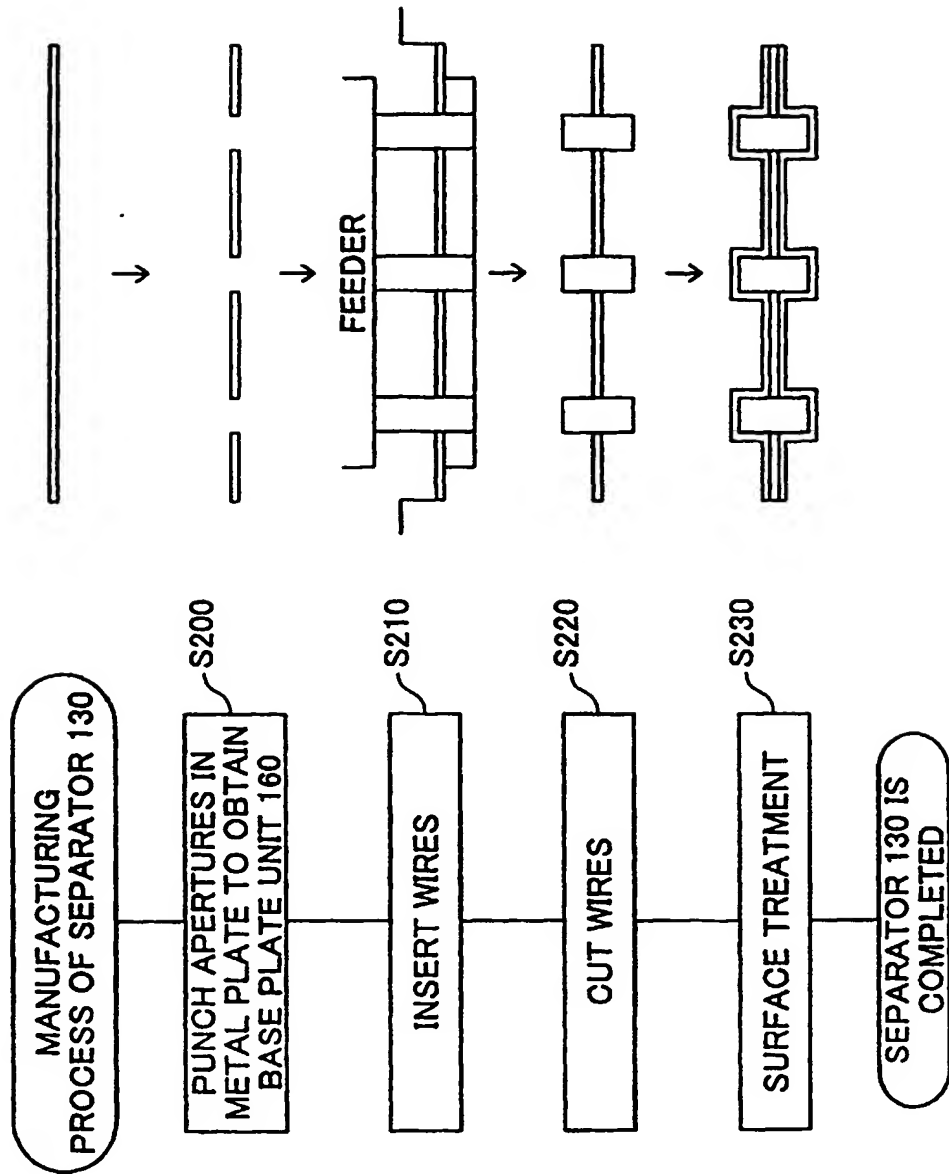 MANUFACTURING
PROCESS OF SEPARATOR 130
S200
PUNCH APERTURES IN
METAL PLATE TO OBTAIN
BASE PLATE UNIT 160
S210
INSERT WIRES
S220
CUT WIRES
S230
SURFACE TREATMENT
SEPARATOR 130 IS
COMPLETED
FEEDER